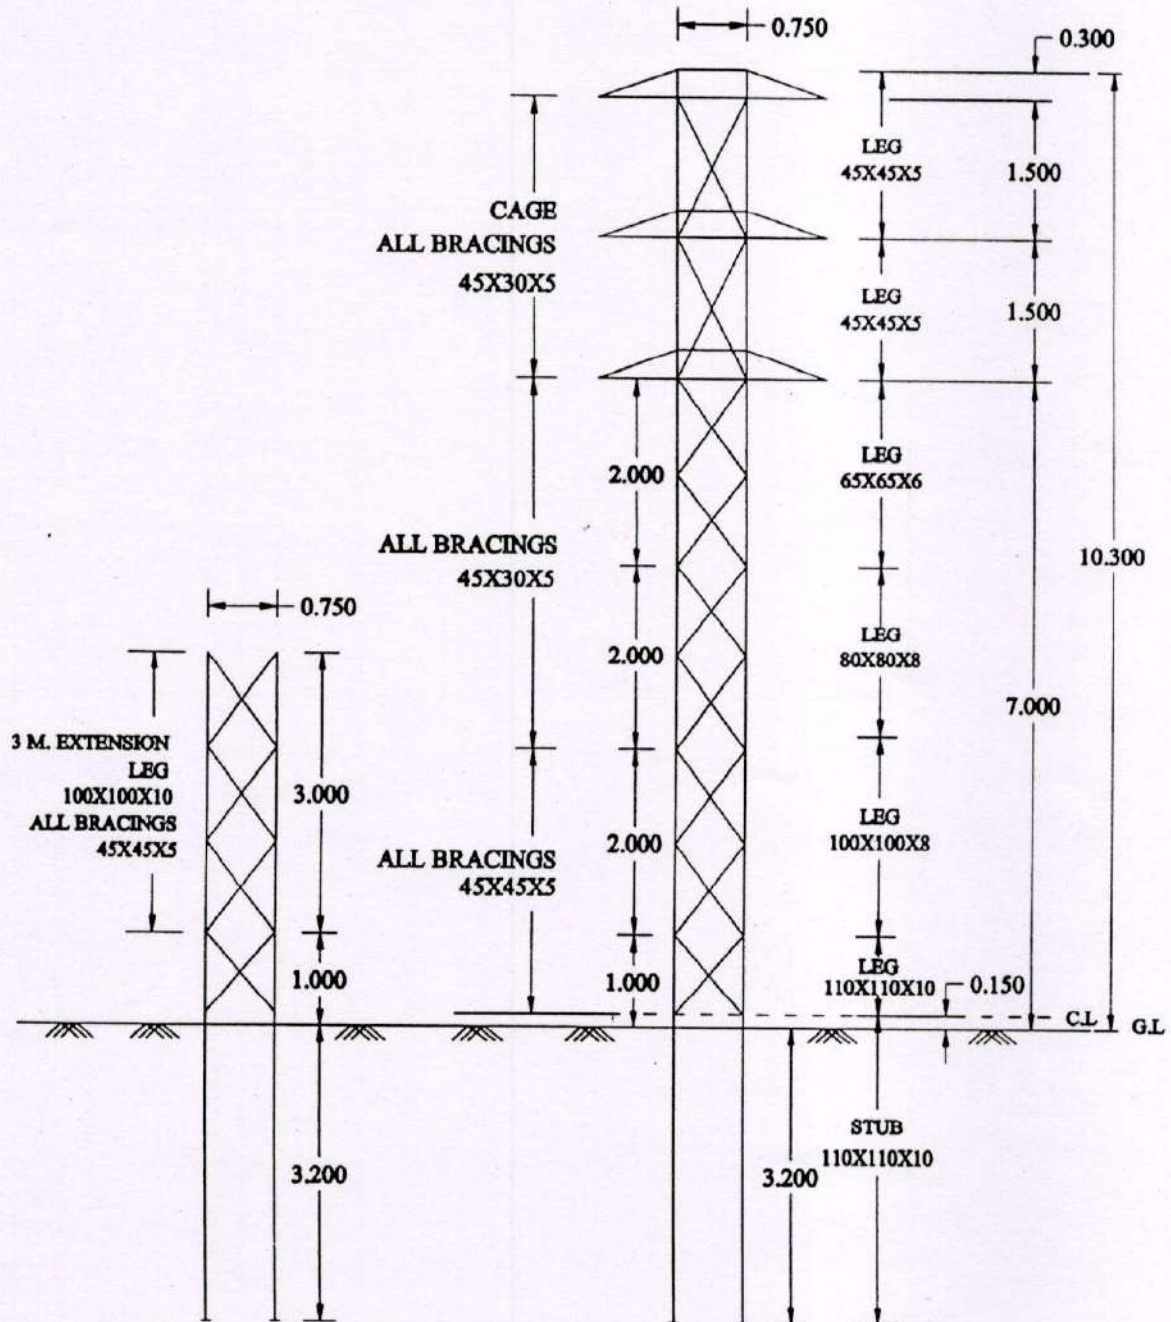 0.750
0.300
LEG
45X45X5
1.500
CAGE
ALL BRACINGS
45X30X5
LEG
45X45X5
1.500
2.000
LEG
65X65X6
ALL BRACINGS
45X30X5
10.300
0.750
2.000
LEG
80X80X8
7.000
3 M. EXTENSION
LEG
100X100X10
ALL BRACINGS
45X45X5
3.000
ALL BRACINGS
45X45X5
2.000
LEG
100X100X8
1.000
1.000
LEG
110X110X10
0.150
C.L
G.L
3.200
3.200
STUB
110X110X10